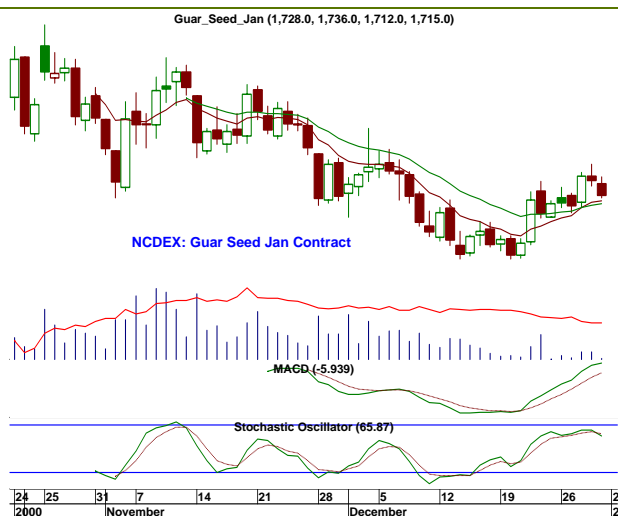 Guar_Seed_Jan (1,728.0, 1,736.0, 1,712.0, 1,715.0)
NCDEX: Guar Seed Jan Contract
MACD (-5.939)
Stochastic Oscillator (65.87)
24 25 31 7 14 21 28 5 12 19 26 2
2000 November December 2